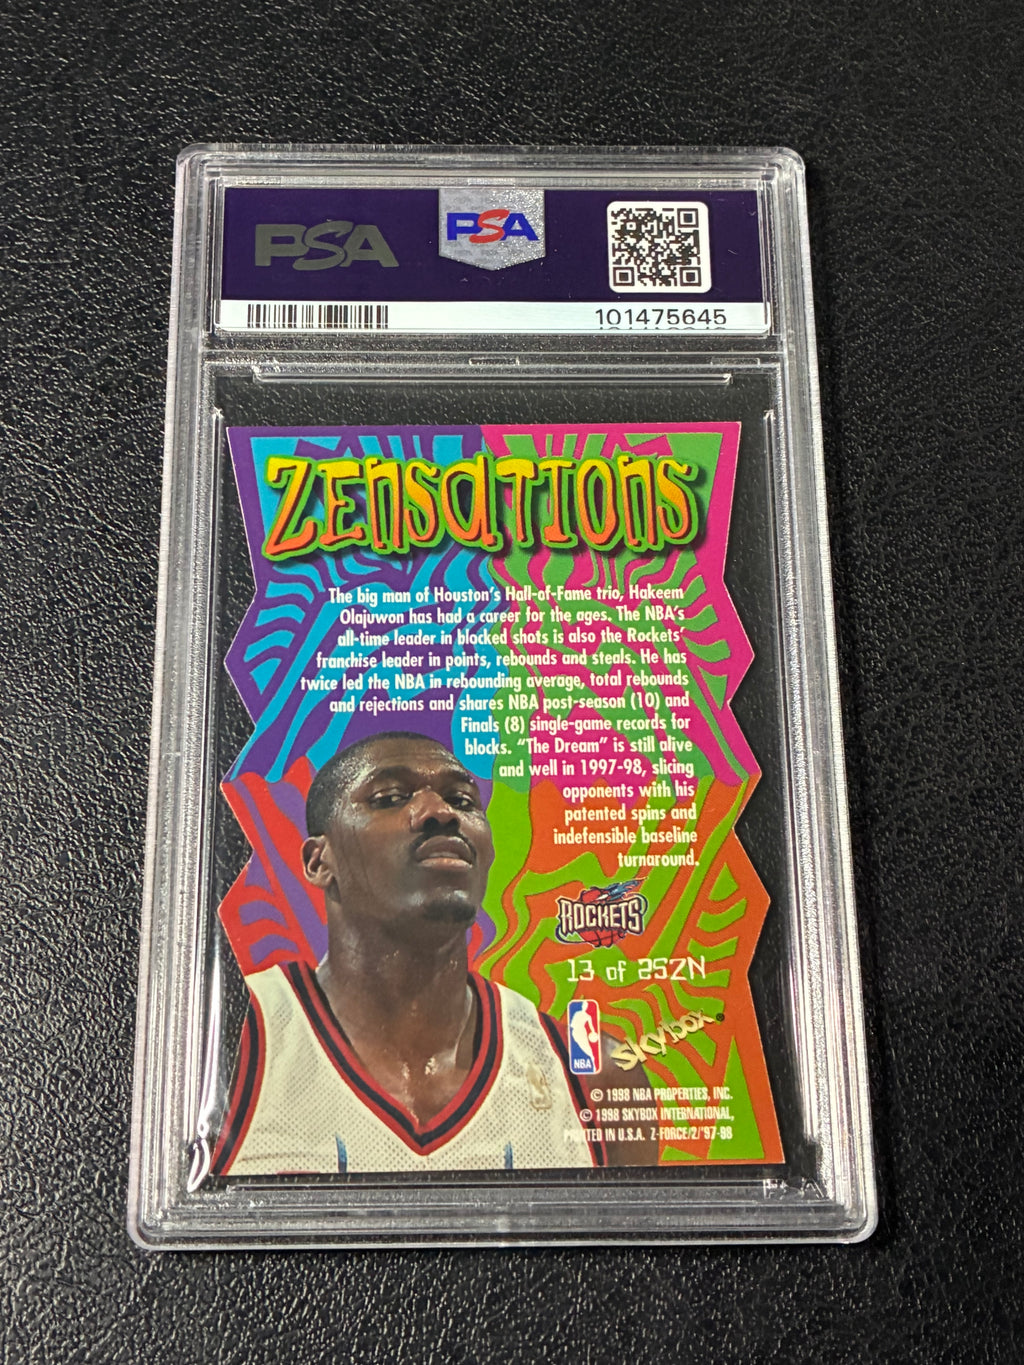 PSA
PSA
101475645
ZENSATIONS
The big man of Houston's Hall-of-Fame trio, Hakeem
Olajuwon has had a career for the ages. The NBA's
all-time leader in blocked shots is also the Rockets'
franchise leader in points, rebounds and steals. He has
twice led the NBA in rebounding average, total rebounds
and rejections and shares NBA post-season (10) and
Finals (8) single-game records for
blocks. "The Dream" is still alive
and well in 1997-98, slicing
opponents with his
patented spins and
indefensible baseline
turnaround.
ROCKETS
13 of 25ZN
NBA
SKYBOX®
© 1998 NBA PROPERTIES, INC.
© 1998 SKYBOX INTERNATIONAL,
PRINTED IN U.S.A. Z-FORCE/2/'97-98